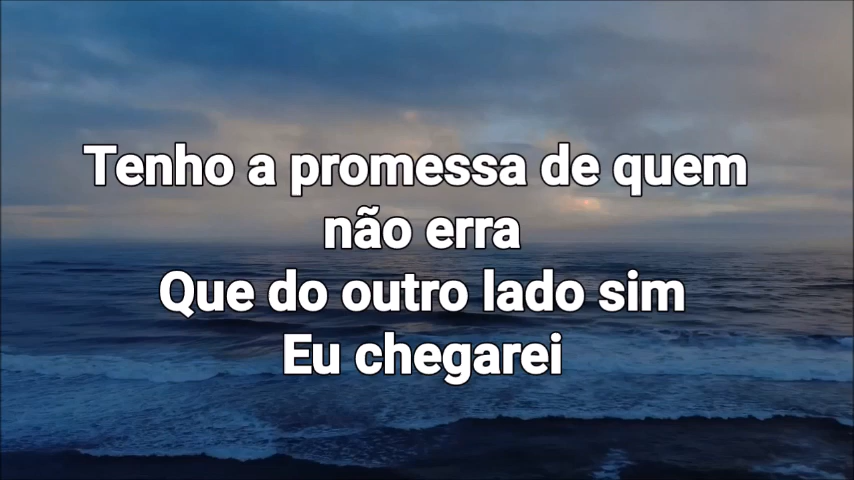 Tenho a promessa de quem
não erra
Que do outro lado sim
Eu chegarei